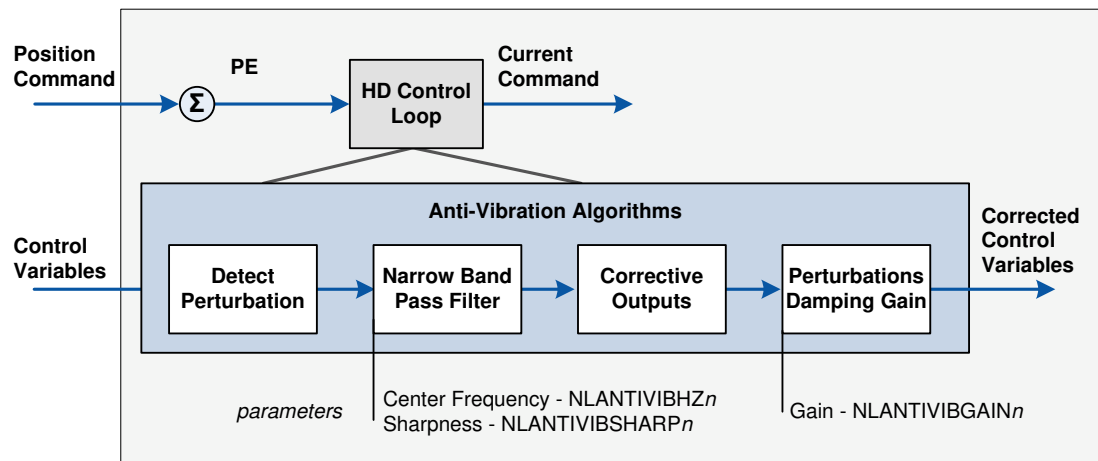 Position
Command
PE
Σ
HD Control
Loop
Current
Command
Anti-Vibration Algorithms
Control
Variables
Detect
Perturbation
Narrow Band
Pass Filter
Corrective
Outputs
Perturbations
Damping Gain
Corrected
Control
Variables
parameters
Center Frequency - NLANTIVIBHZn
Sharpness - NLANTIVIBSHARPn
Gain - NLANTIVIBGAINn